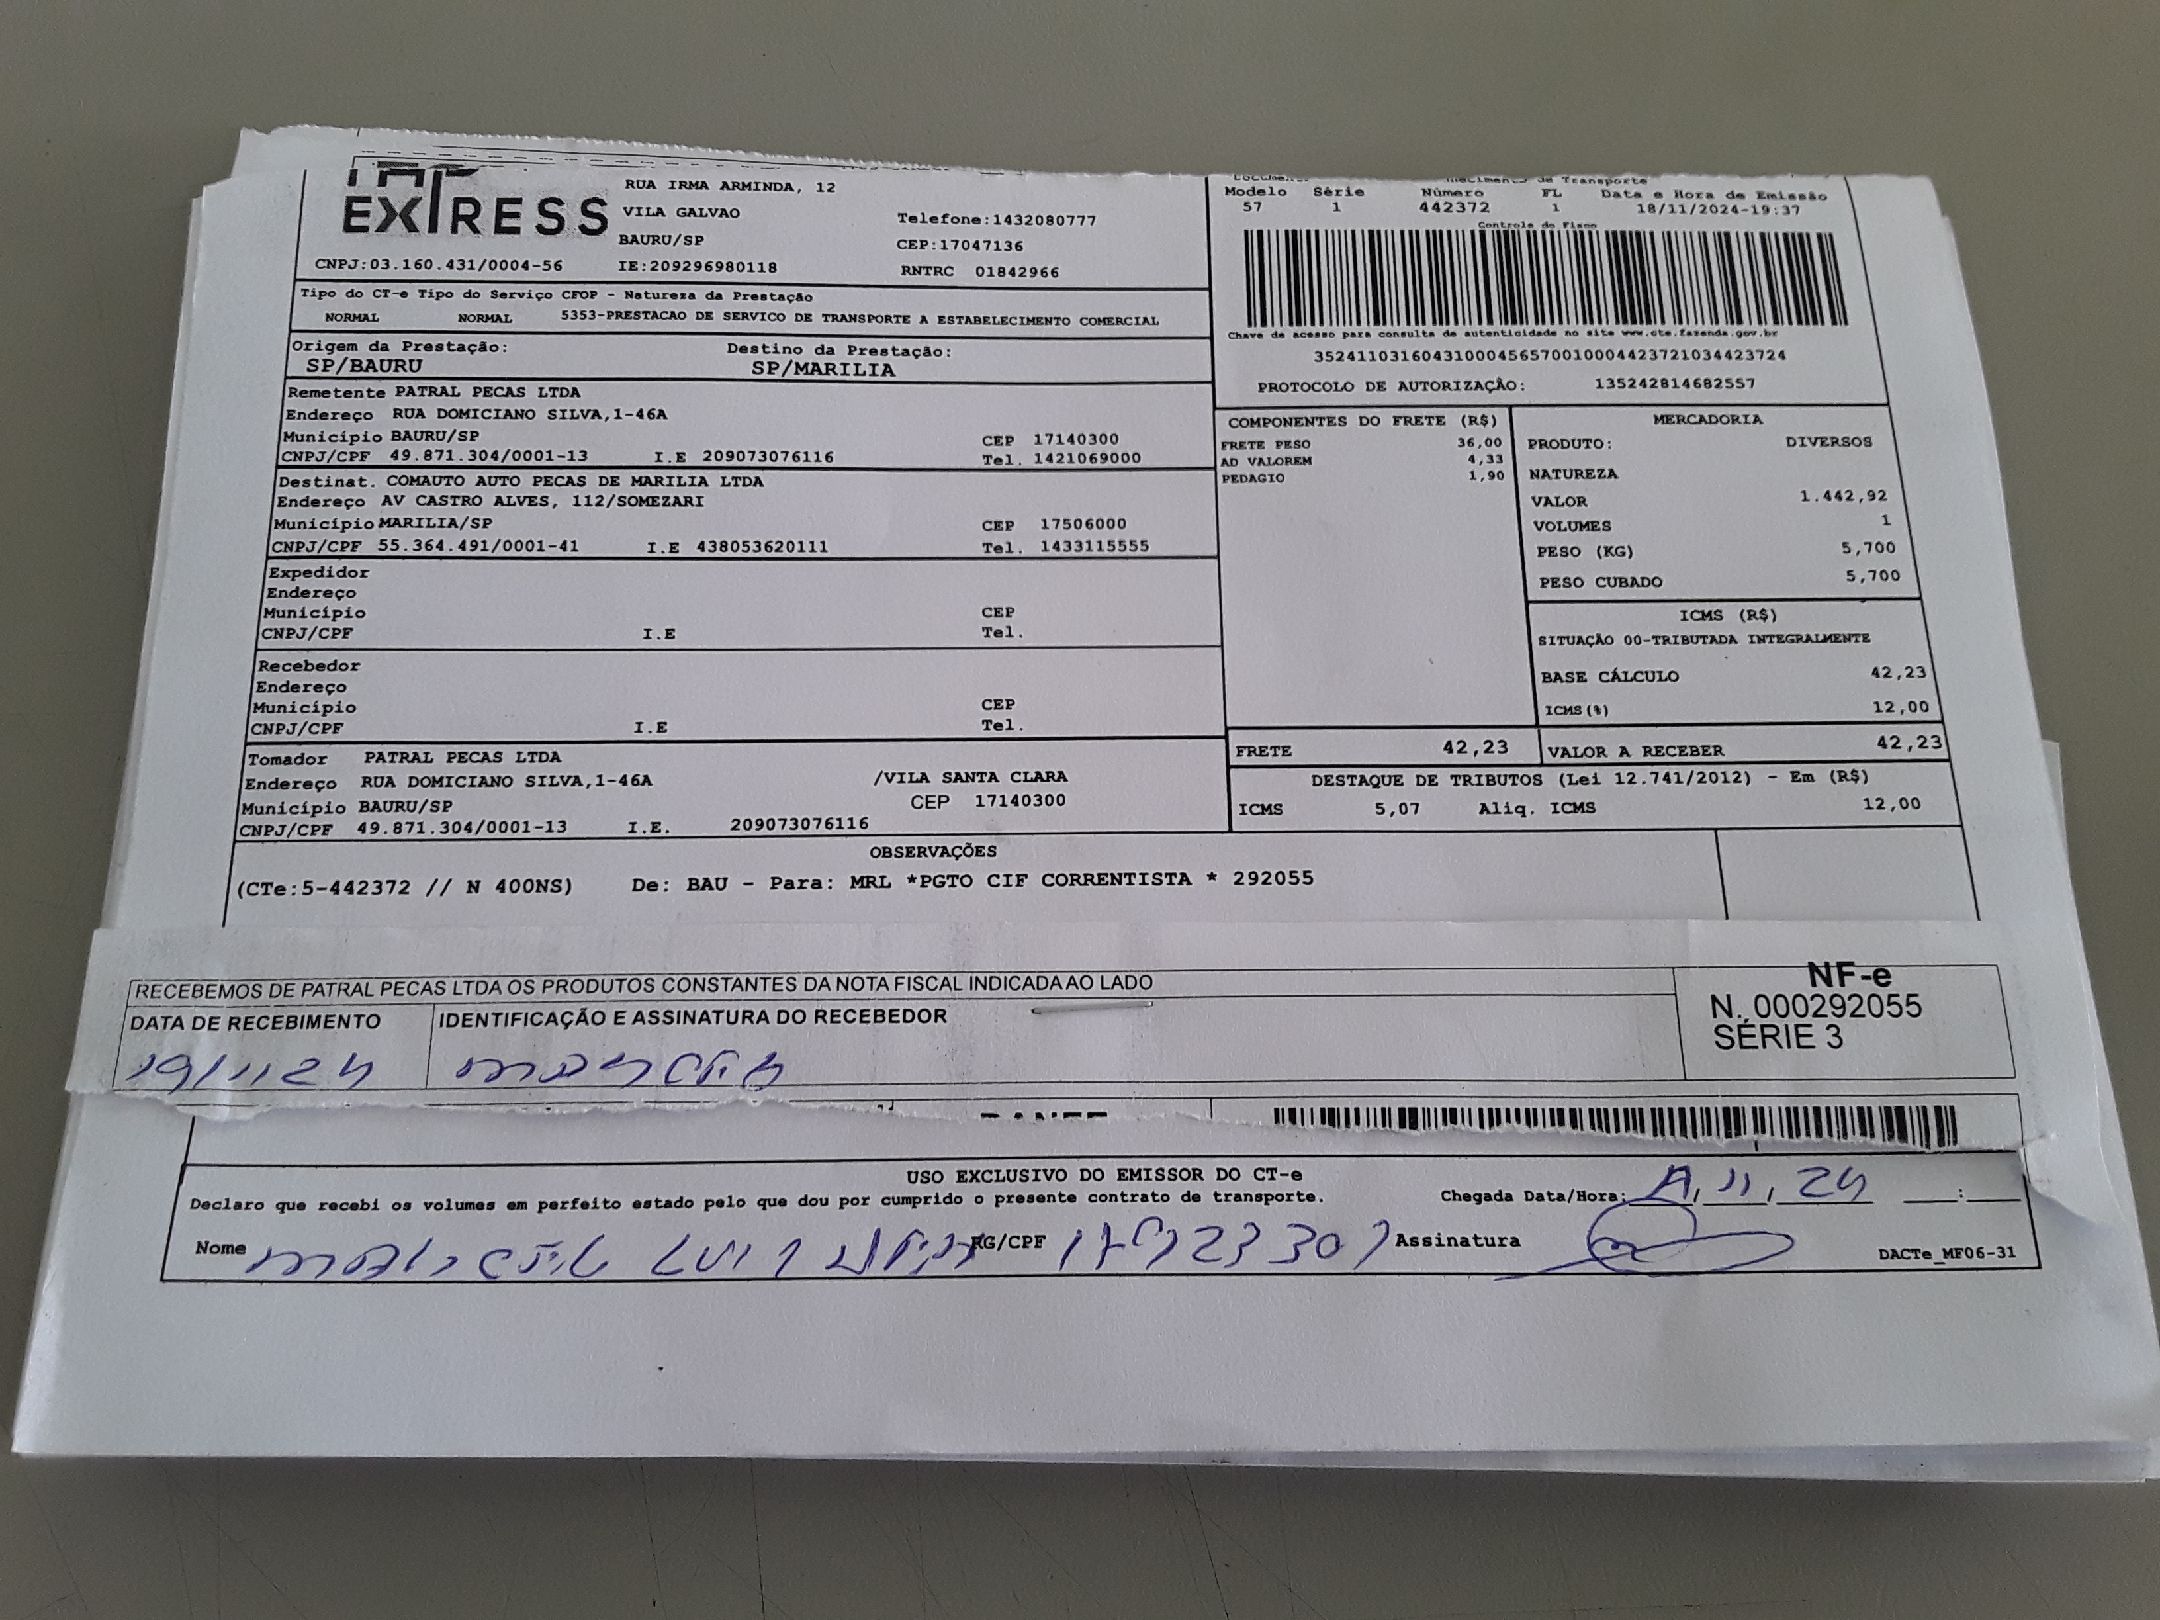 EXPRESS
RUA IRMA ARMINDA, 12
VILA GALVAO
BAURU/SP
Telefone:1432080777
CEP:17047136
CNPJ:03.160.431/0004-56 IE:209296980118 RNTRC 01842966
Modelo Série Número FL Data e Hora de Emissão
57 1 442372 1 18/11/2024-19:37
Controle do Fisco
Chave de acesso para consulta de autenticidade no site www.cte.fazenda.gov.br
35241103160431000456570010004423721034423724
PROTOCOLO DE AUTORIZAÇÃO: 135242814682557
Tipo do CT-e Tipo do Serviço CFOP - Natureza da Prestação
NORMAL NORMAL 5353-PRESTACAO DE SERVICO DE TRANSPORTE A ESTABELECIMENTO COMERCIAL
Origem da Prestação: Destino da Prestação:
SP/BAURU SP/MARILIA
Remetente PATRAL PECAS LTDA
Endereço RUA DOMICIANO SILVA,1-46A
Município BAURU/SP CEP 17140300
CNPJ/CPF 49.871.304/0001-13 I.E 209073076116 Tel. 1421069000
Destinat. COMAUTO AUTO PECAS DE MARILIA LTDA
Endereço AV CASTRO ALVES, 112/SOMEZARI
Município MARILIA/SP CEP 17506000
CNPJ/CPF 55.364.491/0001-41 I.E 438053620111 Tel. 1433115555
Expedidor
Endereço
Município CEP
CNPJ/CPF I.E Tel.
Recebedor
Endereço
Município CEP
CNPJ/CPF I.E Tel.
Tomador PATRAL PECAS LTDA
Endereço RUA DOMICIANO SILVA,1-46A /VILA SANTA CLARA
Município BAURU/SP CEP 17140300
CNPJ/CPF 49.871.304/0001-13 I.E. 209073076116
COMPONENTES DO FRETE (R$)
FRETE PESO 36,00
AD VALOREM 4,33
PEDAGIO 1,90
MERCADORIA
PRODUTO: DIVERSOS
NATUREZA
VALOR 1.442,92
VOLUMES 1
PESO (KG) 5,700
PESO CUBADO 5,700
ICMS (R$)
SITUAÇÃO 00-TRIBUTADA INTEGRALMENTE
BASE CÁLCULO 42,23
ICMS(%) 12,00
FRETE 42,23 VALOR A RECEBER 42,23
DESTAQUE DE TRIBUTOS (Lei 12.741/2012) - Em (R$)
ICMS 5,07 Aliq. ICMS 12,00
OBSERVAÇÕES
(CTe:5-442372 // N 400NS) De: BAU - Para: MRL *PGTO CIF CORRENTISTA * 292055
RECEBEMOS DE PATRAL PECAS LTDA OS PRODUTOS CONSTANTES DA NOTA FISCAL INDICADA AO LADO
DATA DE RECEBIMENTO IDENTIFICAÇÃO E ASSINATURA DO RECEBEDOR
19/11/24
NF-e
N. 000292055
SÉRIE 3
USO EXCLUSIVO DO EMISSOR DO CT-e
Declaro que recebi os volumes em perfeito estado pelo que dou por cumprido o presente contrato de transporte. Chegada Data/Hora: 19/11/24 :
Nome RG/CPF Assinatura DACTe_MF06-31